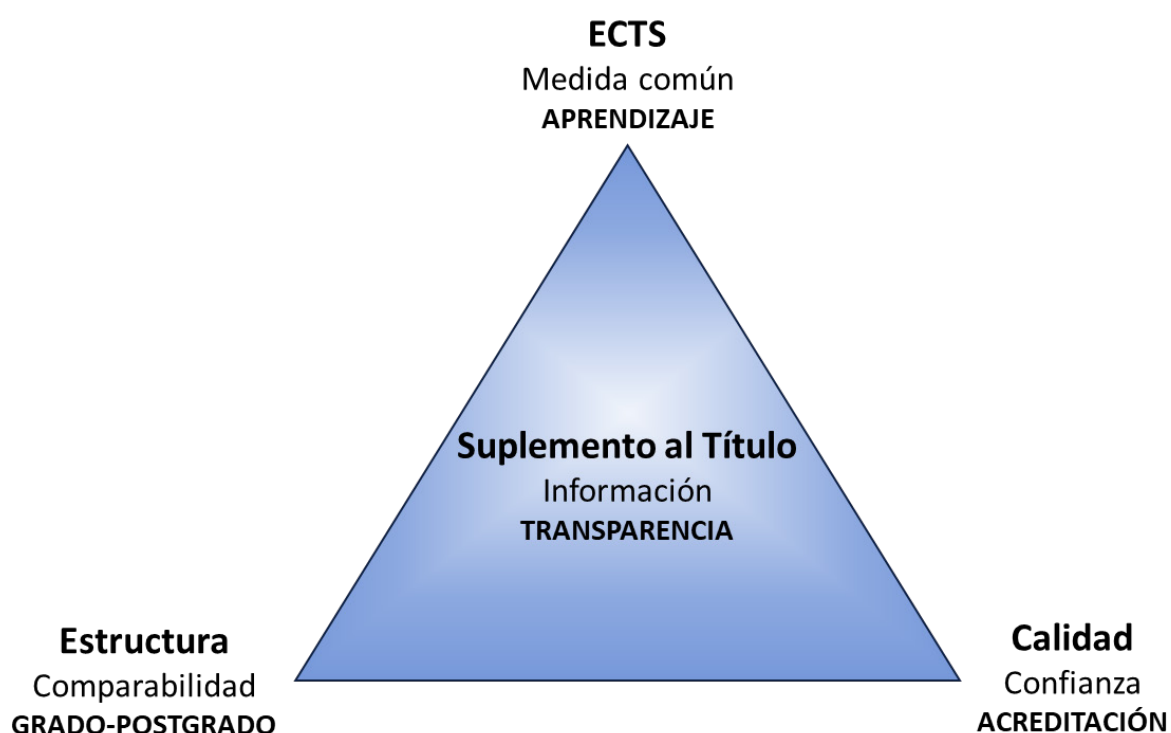 ECTS
Medida común
APRENDIZAJE
Suplemento al Título
Información
TRANSPARENCIA
Estructura
Comparabilidad
GRADO-POSTGRADO
Calidad
Confianza
ACREDITACIÓN